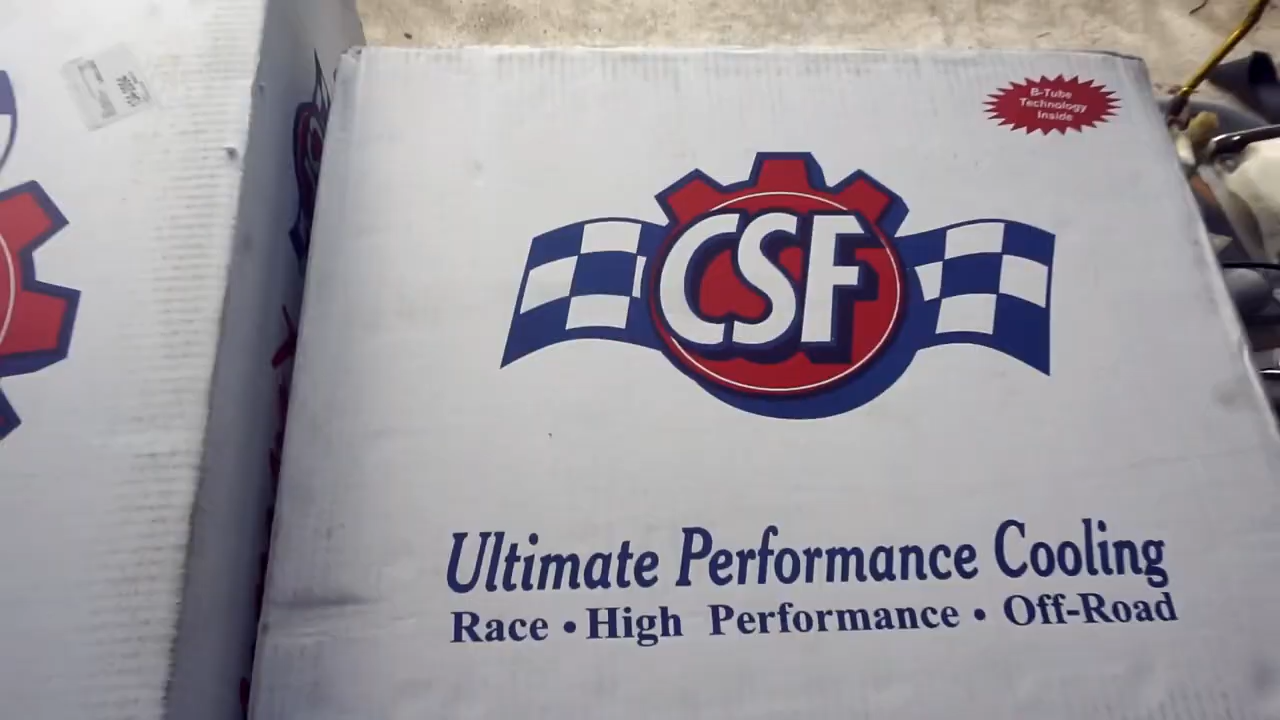 B-Tube
Technology
Inside
CSF
Ultimate Performance Cooling
Race • High Performance • Off-Road